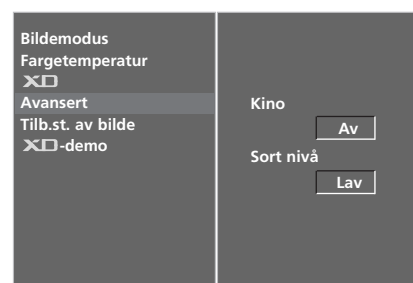 Bildemodus
Fargetemperatur
XD
Avansert
Tilb.st. av bilde
XD-demo
Kino
Av
Sort nivå
Lav